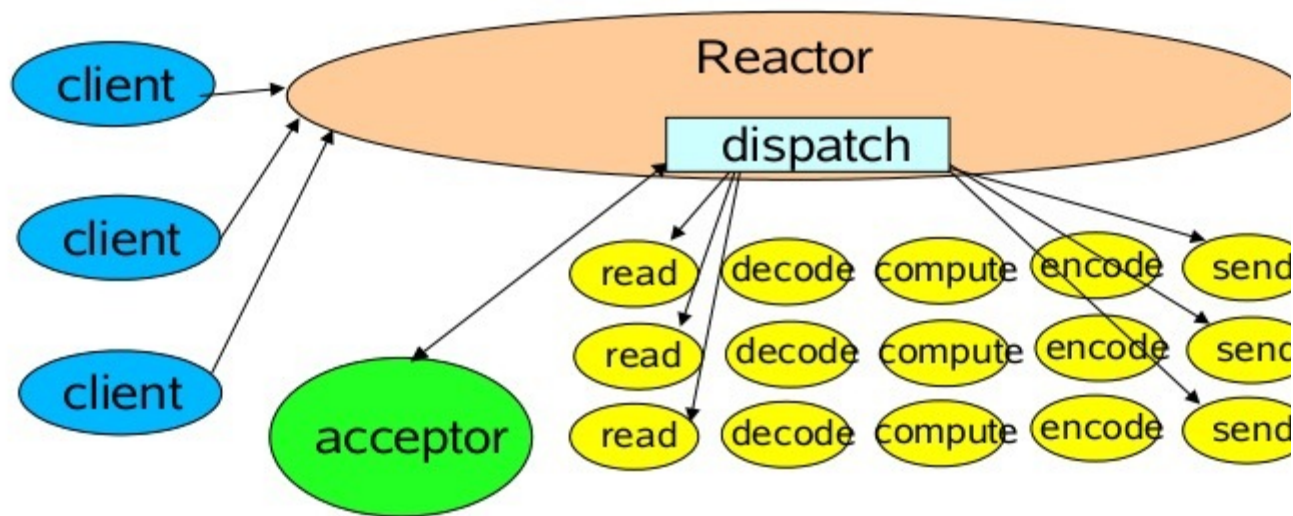 Reactor
client
dispatch
client
read decode compute encode send
client
read decode compute encode send
acceptor
read decode compute encode send